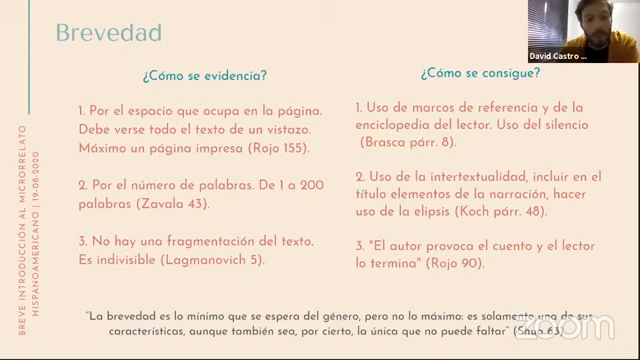 Brevedad
David Castro ...
¿Cómo se evidencia?
1. Por el espacio que ocupa en la página.
Debe verse todo el texto de un vistazo.
Máximo un página impresa (Rojo 155).
2. Por el número de palabras. De 1 a 200
palabras (Zavala 43).
3. No hay una fragmentación del texto.
Es indivisible (Lagmanovich 5).
¿Cómo se consigue?
1. Uso de marcos de referencia y de la
enciclopedia del lector. Uso del silencio
(Brasca párr. 8).
2. Uso de la intertextualidad, incluir en el
título elementos de la narración, hacer
uso de la elipsis (Koch párr. 48).
3. "El autor provoca el cuento y el lector
lo termina" (Rojo 90).
"La brevedad es lo mínimo que se espera del género, pero no lo máximo: es solamente una de sus
características, aunque también sea, por cierto, la única que no puede faltar" (Shua 63)
zoom
BREVE INTRODUCCIÓN AL MICRORRELATO
HISPANOAMERICANO | 19-08-2020